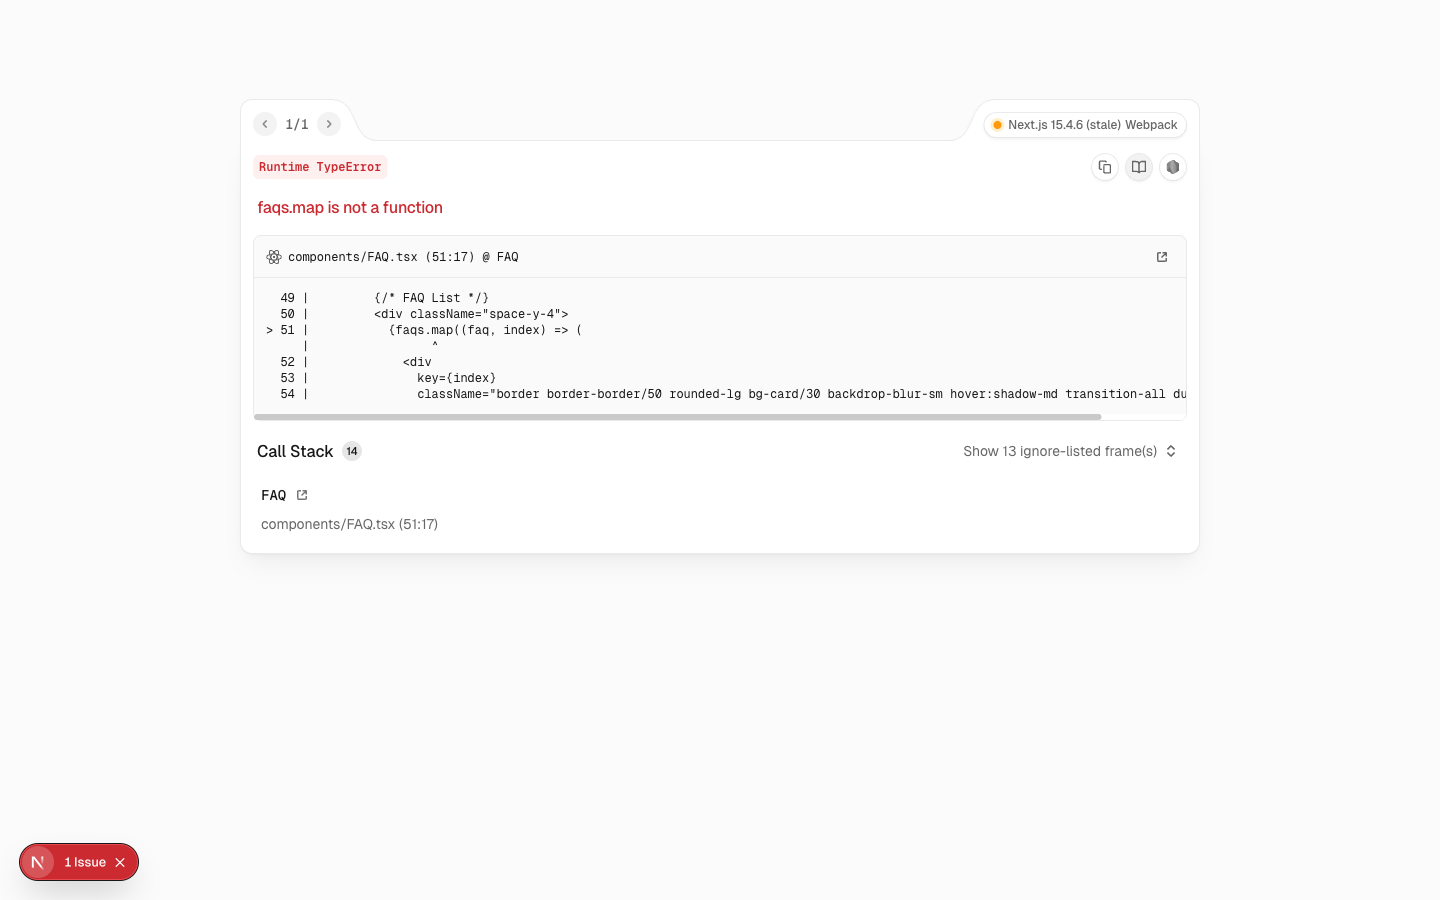 1/1
Next.js 15.4.6 (stale) Webpack
Runtime TypeError
faqs.map is not a function
components/FAQ.tsx (51:17) @ FAQ
49 |         {/* FAQ List */}
50 |         <div className="space-y-4">
> 51 |           {faqs.map((faq, index) => (
|                 ^
52 |             <div
53 |               key={index}
54 |               className="border border-border/50 rounded-lg bg-card/30 backdrop-blur-sm hover:shadow-md transition-all du
Call Stack 14
Show 13 ignore-listed frame(s)
FAQ
components/FAQ.tsx (51:17)
N 1 Issue